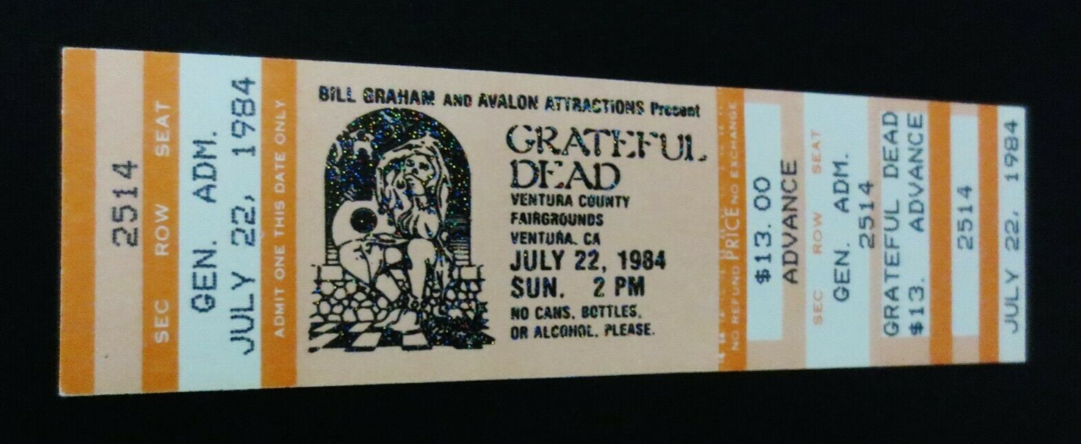 2514
SEC ROW SEAT
GEN. ADM.
JULY 22, 1984
ADMIT ONE THIS DATE ONLY
BILL GRAHAM AND AVALON ATTRACTIONS Present
GRATEFUL
DEAD
VENTURA COUNTY
FAIRGROUNDS
VENTURA, CA
JULY 22, 1984
SUN. 2 PM
NO CANS, BOTTLES,
OR ALCOHOL, PLEASE.
NO REFUND PRICE NO EXCHANGE
$13.00
ADVANCE
SEC ROW SEAT
GEN. ADM.
2514
GRATEFUL DEAD
$13. ADVANCE
2514
JULY 22, 1984